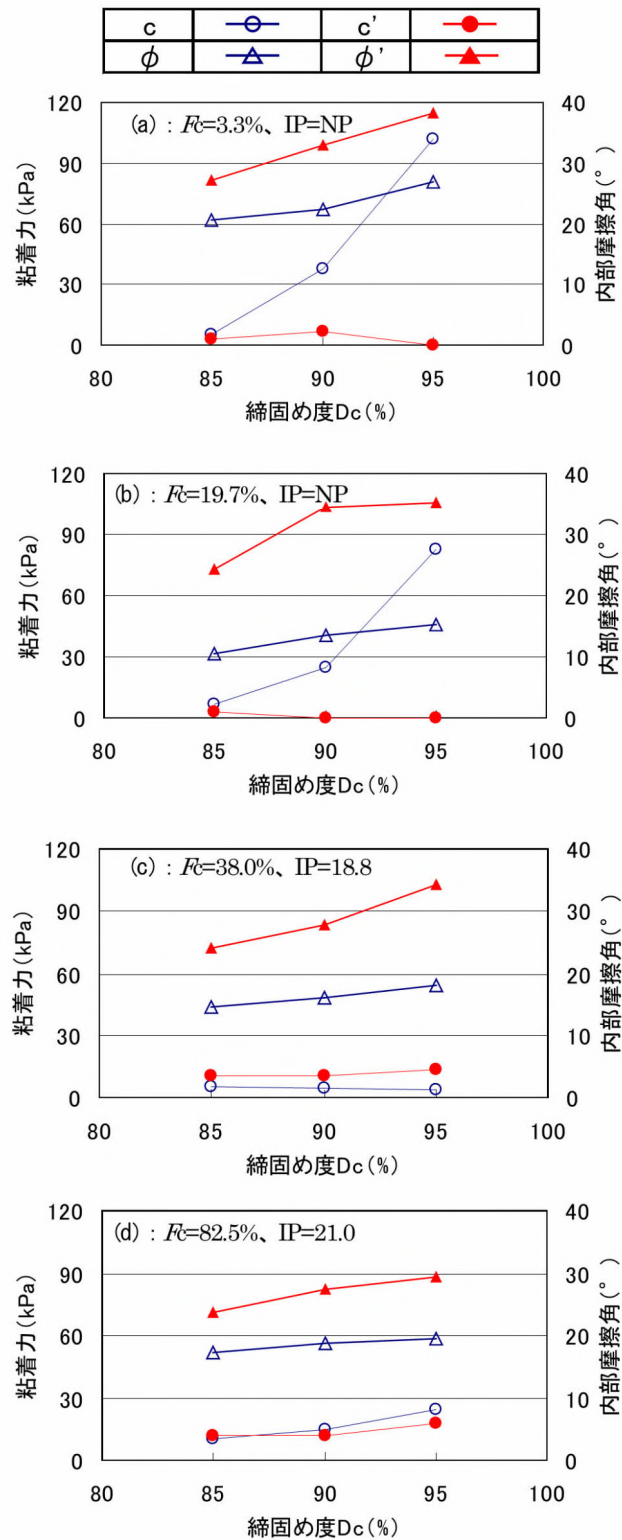 c c’
ϕ ϕ’
(a)：Fc=3.3%、IP=NP
120 40
90 30
60 20
30 10
0 0
80 85 90 95 100
粘着力(kPa)
内部摩擦角(°)
締固め度Dc(%)
(b)：Fc=19.7%、IP=NP
120 40
90 30
60 20
30 10
0 0
80 85 90 95 100
粘着力(kPa)
内部摩擦角(°)
締固め度Dc(%)
(c)：Fc=38.0%、IP=18.8
120 40
90 30
60 20
30 10
0 0
80 85 90 95 100
粘着力(kPa)
内部摩擦角(°)
締固め度Dc(%)
(d)：Fc=82.5%、IP=21.0
120 40
90 30
60 20
30 10
0 0
80 85 90 95 100
粘着力(kPa)
内部摩擦角(°)
締固め度Dc(%)